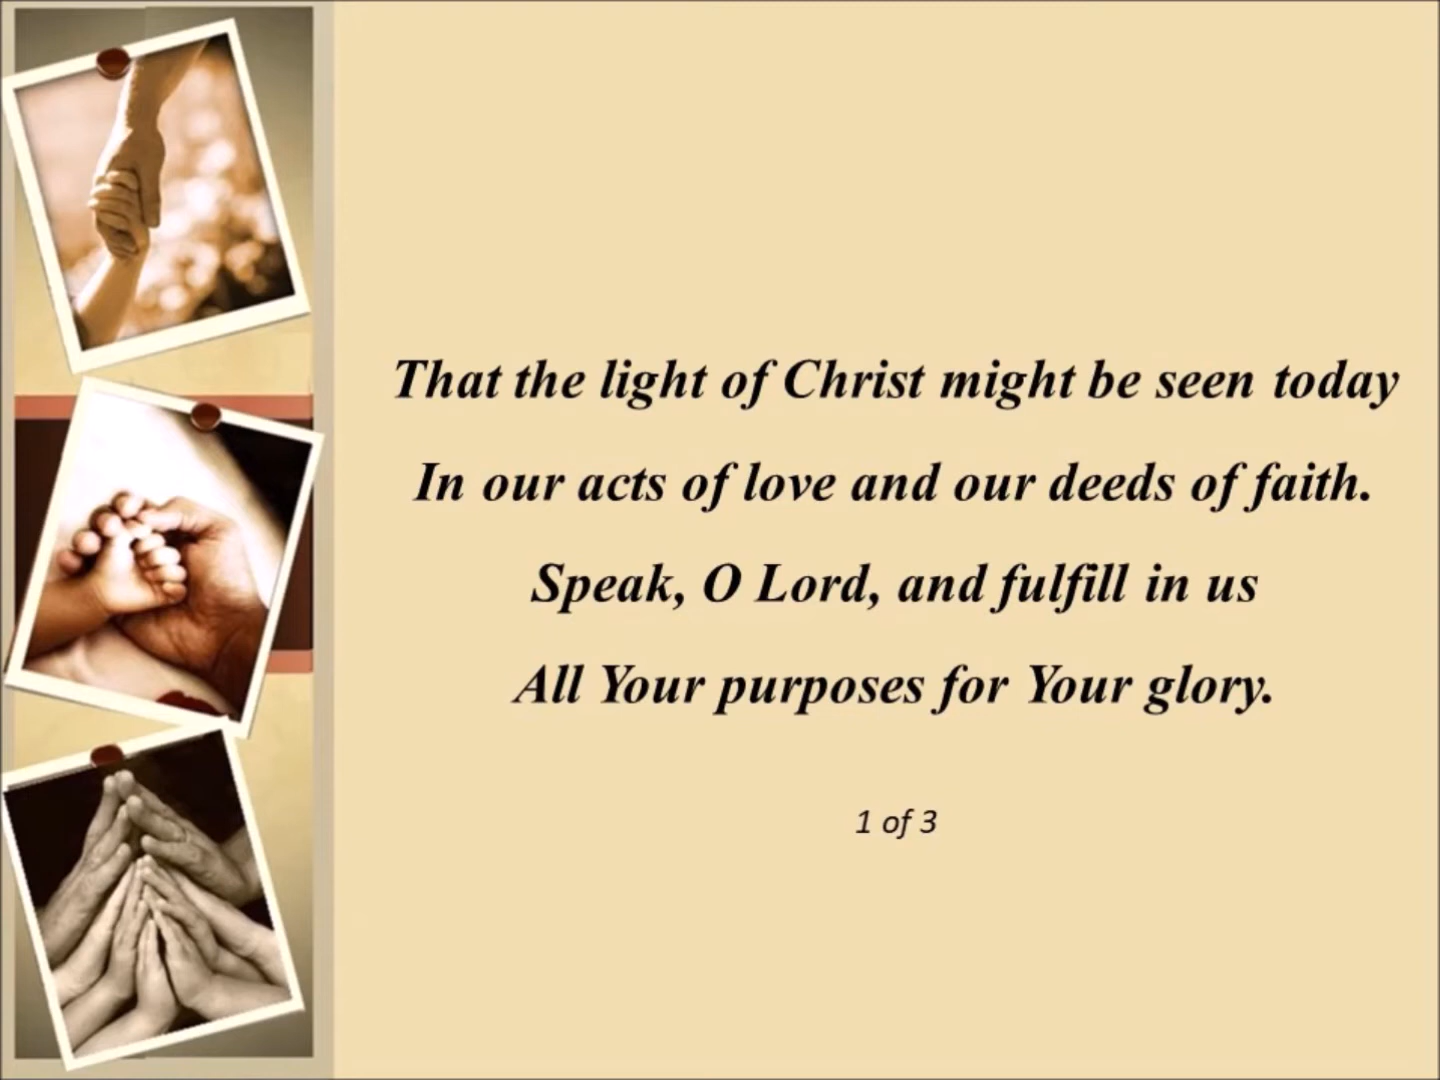 That the light of Christ might be seen today
In our acts of love and our deeds of faith.
Speak, O Lord, and fulfill in us
All Your purposes for Your glory.
1 of 3